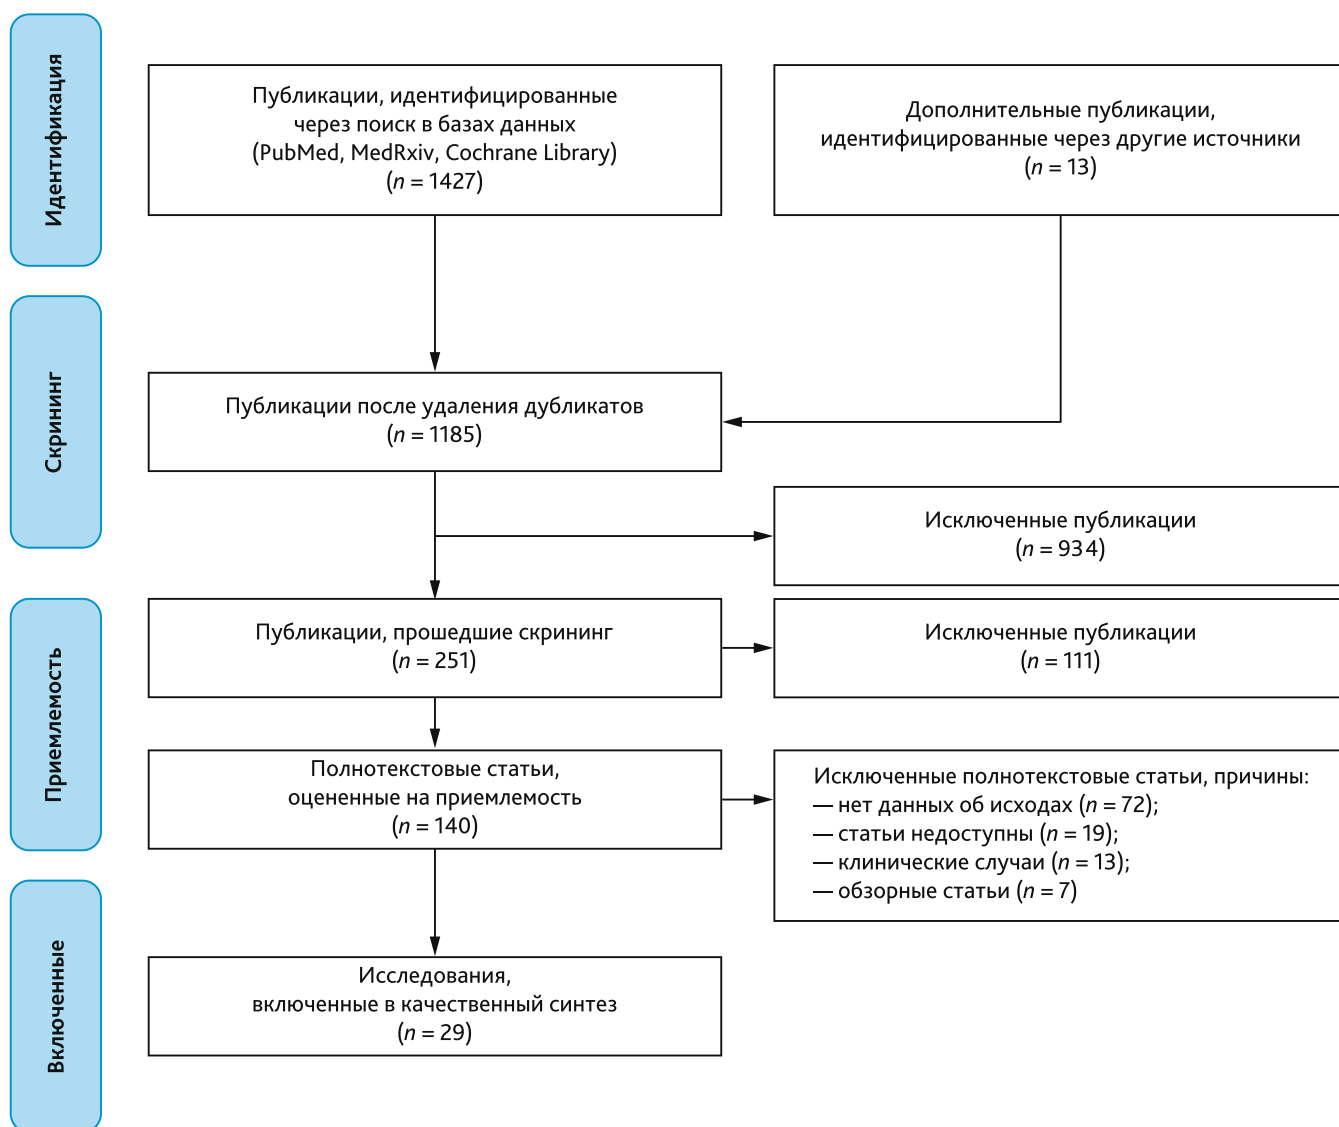 Идентификация
Публикации, идентифицированные
через поиск в базах данных
(PubMed, MedRxiv, Cochrane Library)
(n = 1427)
Дополнительные публикации,
идентифицированные через другие источники
(n = 13)
Скрининг
Публикации после удаления дубликатов
(n = 1185)
Исключенные публикации
(n = 934)
Приемлемость
Публикации, прошедшие скрининг
(n = 251)
Исключенные публикации
(n = 111)
Полнотекстовые статьи,
оцененные на приемлемость
(n = 140)
Исключенные полнотекстовые статьи, причины:
— нет данных об исходах (n = 72);
— статьи недоступны (n = 19);
— клинические случаи (n = 13);
— обзорные статьи (n = 7)
Включенные
Исследования,
включенные в качественный синтез
(n = 29)